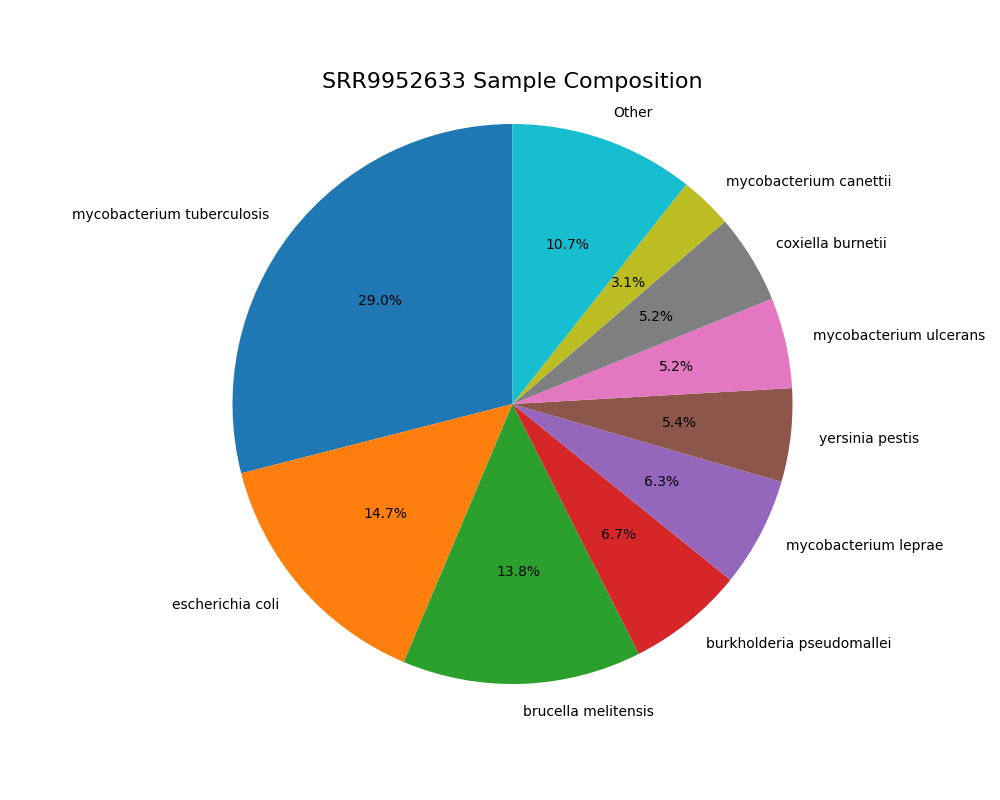 SRR9952633 Sample Composition
Other
mycobacterium canettii
mycobacterium tuberculosis
coxiella burnetii
10.7%
3.1%
29.0%
5.2%
mycobacterium ulcerans
5.2%
5.4%
yersinia pestis
6.3%
14.7%
6.7%
mycobacterium leprae
13.8%
escherichia coli
burkholderia pseudomallei
brucella melitensis